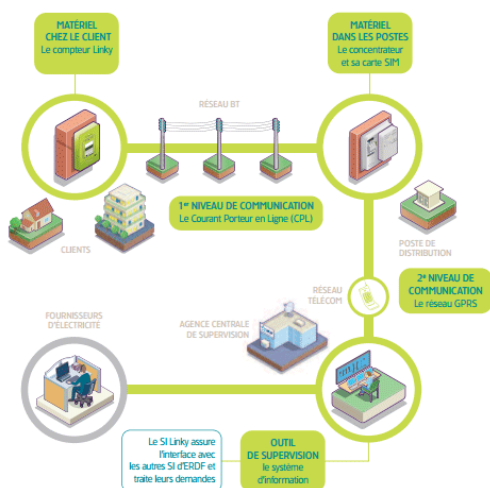 MATÉRIEL
CHEZ LE CLIENT
Le compteur Linky
MATÉRIEL
DANS LES POSTES
Le concentrateur
et sa carte SIM
RÉSEAU BT
1er NIVEAU DE COMMUNICATION
Le Courant Porteur en Ligne (CPL)
CLIENTS
POSTE DE
DISTRIBUTION
2e NIVEAU DE
COMMUNICATION
Le réseau GPRS
RÉSEAU
TÉLÉCOM
FOURNISSEURS
D'ÉLECTRICITÉ
AGENCE CENTRALE
DE SUPERVISION
Le SI Linky assure
l'interface avec
les autres SI d'ERDF et
traite leurs demandes
OUTIL
DE SUPERVISION
le système
d'information